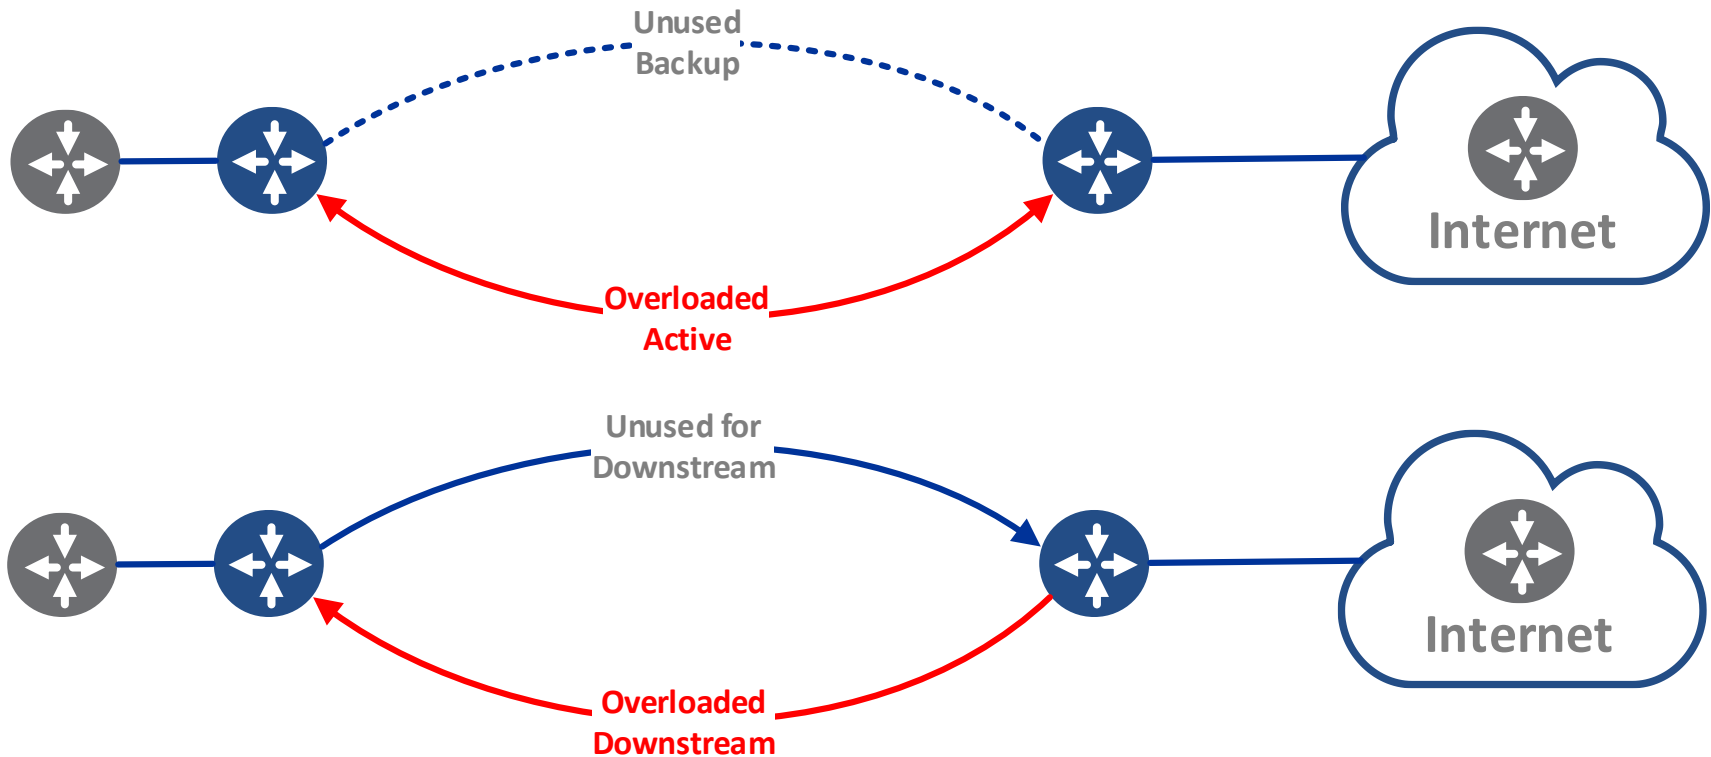 Unused
Backup
Internet
Overloaded
Active
Unused for
Downstream
Internet
Overloaded
Downstream